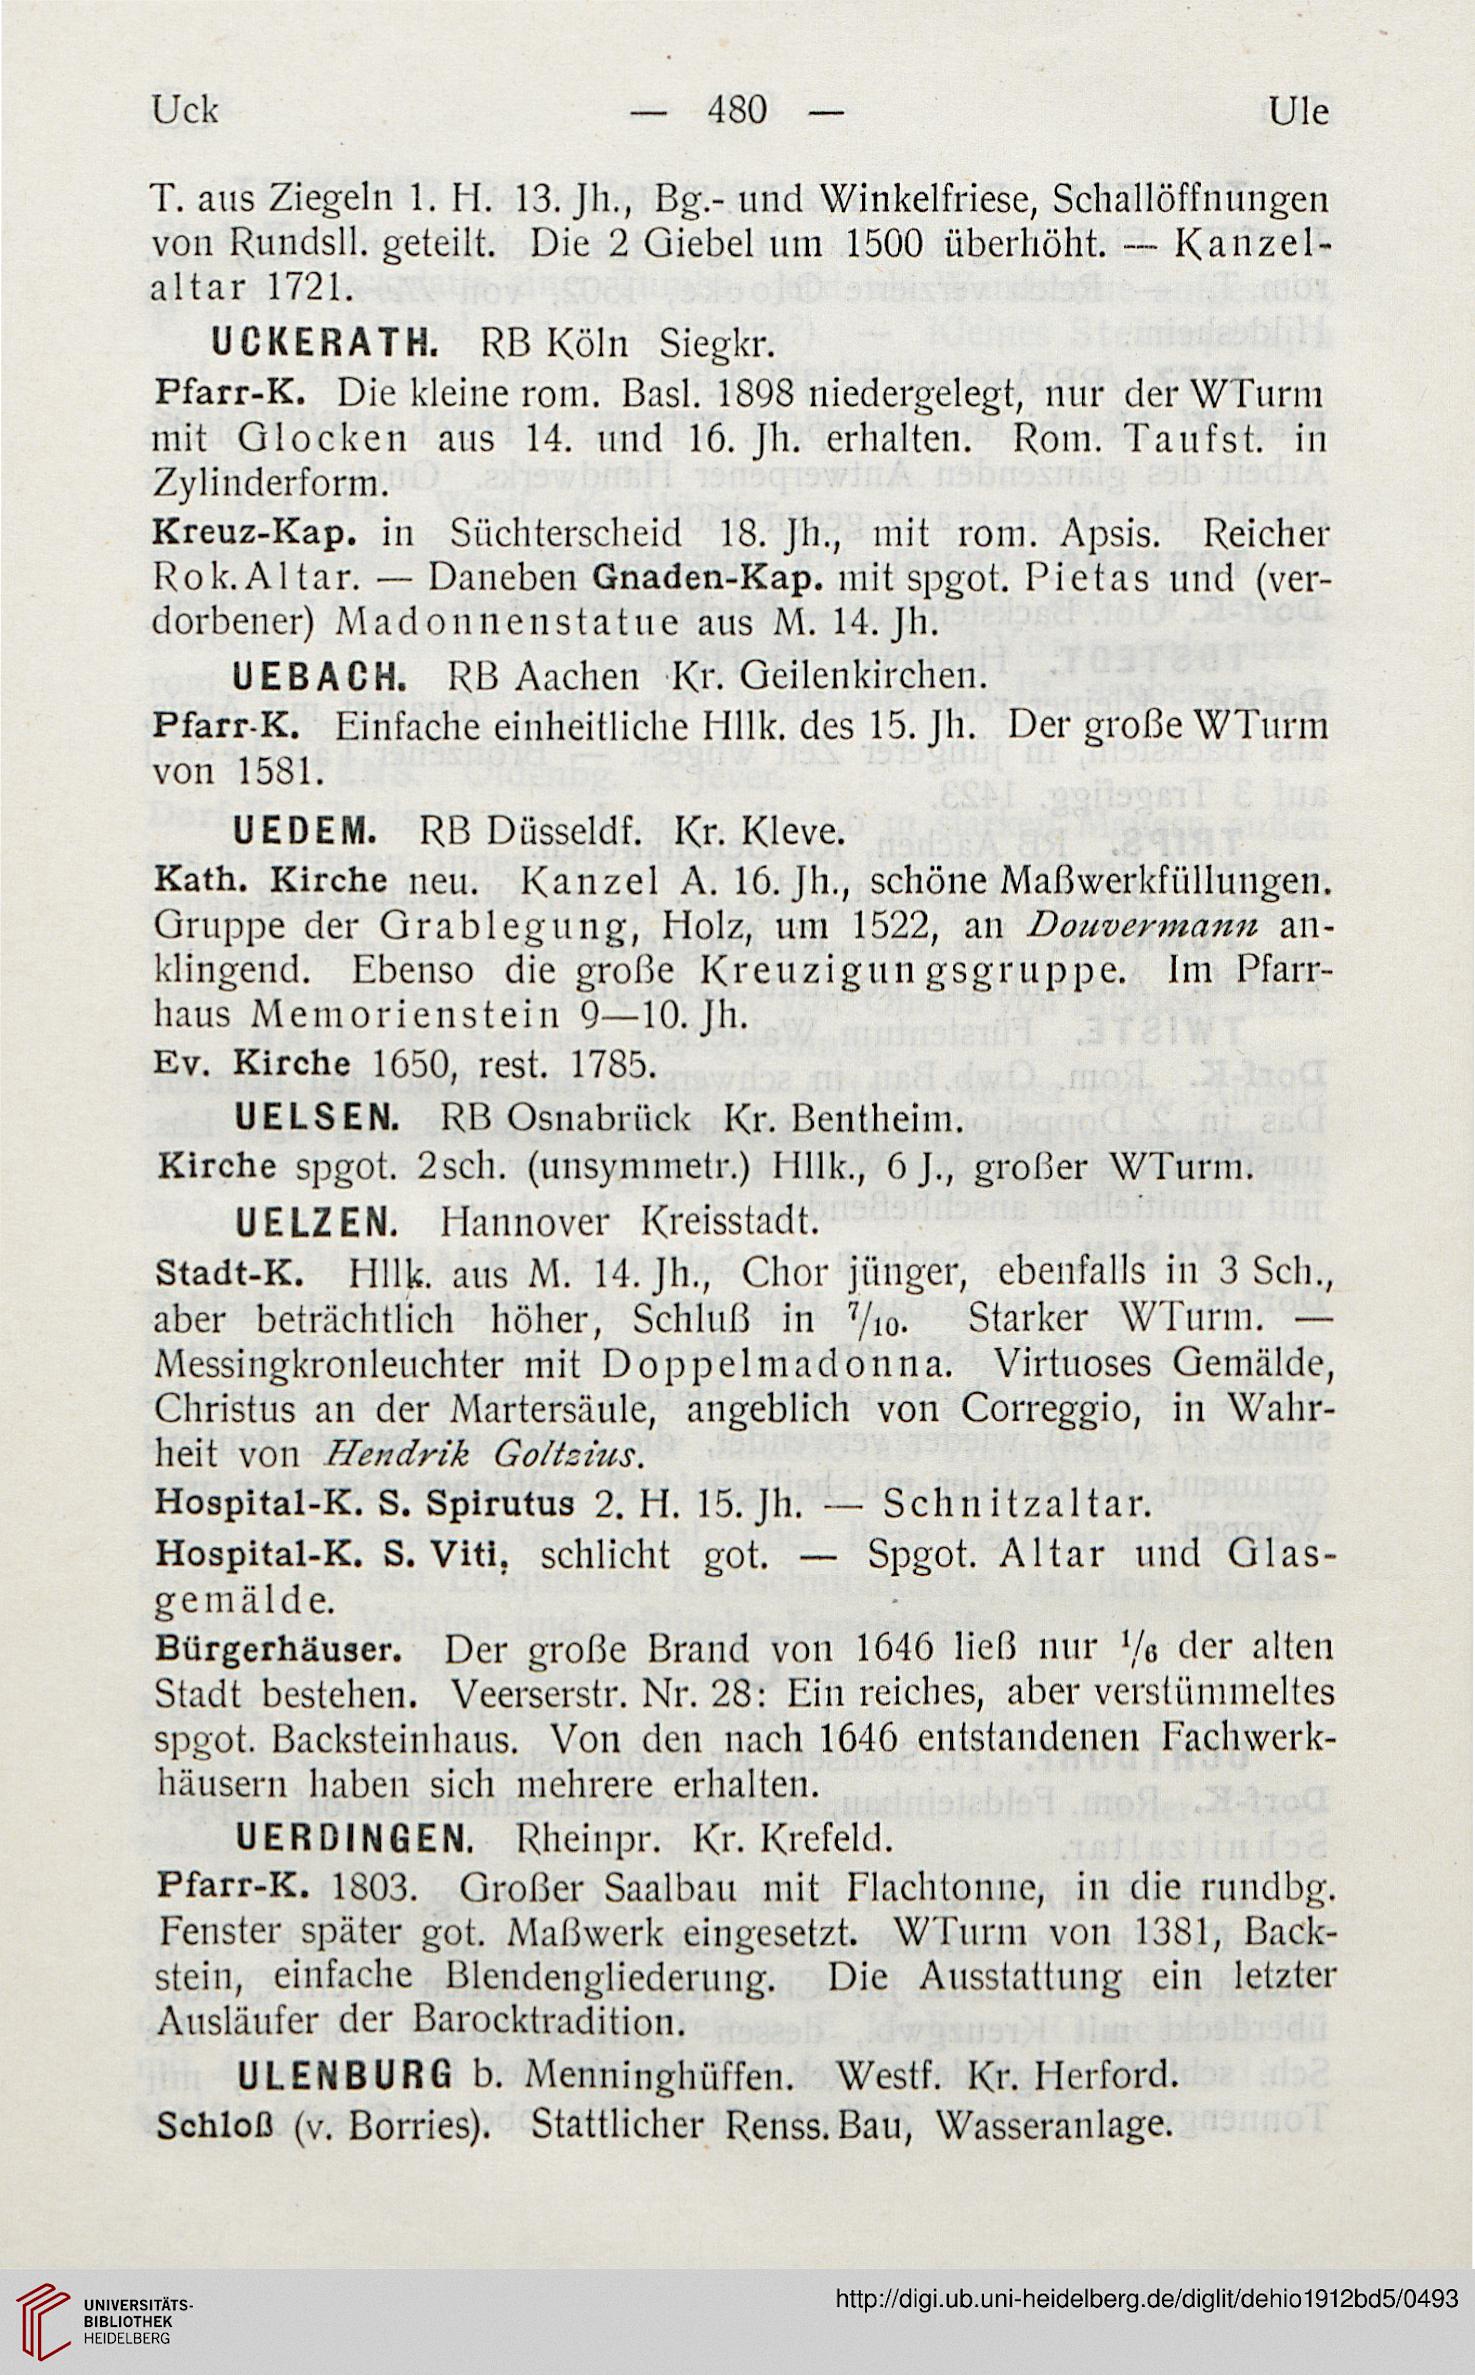 Uck — 480 — Ule
T. aus Ziegeln 1. H. 13. Jh., Bg.- und Winkelfriese, Schallöffnungen
von Rundsll. geteilt. Die 2 Giebel um 1500 überhöht. — Kanzel-
altar 1721.
UCKERATH. RB Köln Siegkr.
Pfarr-K. Die kleine rom. Basl. 1898 niedergelegt, nur der WTurm
mit Glocken aus 14. und 16. Jh. erhalten. Rom. Taufst. in
Zylinderform.
Kreuz-Kap. in Süchterscheid 18. Jh., mit rom. Apsis. Reicher
Rok. Altar. — Daneben Gnaden-Kap. mit spgot. Pietas und (ver-
dorbener) Madonnenstatue aus M. 14. Jh.
UEBACH. RB Aachen Kr. Geilenkirchen.
Pfarr-K. Einfache einheitliche Hllk. des 15. Jh. Der große WTurm
von 1581.
UEDEM. RB Düsseldf. Kr. Kleve.
Kath. Kirche neu. Kanzel A. 16. Jh., schöne Maßwerkfüllungen.
Gruppe der Grablegung, Holz, um 1522, an Douvermann an-
klingend. Ebenso die große Kreuzigungsgruppe. Im Pfarr-
haus Memorienstein 9—10. Jh.
Ev. Kirche 1650, rest. 1785.
UELSEN. RB Osnabrück Kr. Bentheim.
Kirche spgot. 2sch. (unsymmetr.) Hllk., 6 J., großer WTurm.
UELZEN. Hannover Kreisstadt.
Stadt-K. Hllk. aus M. 14. Jh., Chor jünger, ebenfalls in 3 Sch.,
aber beträchtlich höher, Schluß in 7/10. Starker WTurm. —
Messingkronleuchter mit Doppelmadonna. Virtuoses Gemälde,
Christus an der Martersäule, angeblich von Correggio, in Wahr-
heit von Hendrik Goltzius.
Hospital-K. S. Spirutus 2. H. 15. Jh. — Schnitzaltar.
Hospital-K. S. Viti, schlicht got. — Spgot. Altar und Glas-
gemälde.
Bürgerhäuser. Der große Brand von 1646 ließ nur 1/6 der alten
Stadt bestehen. Veerserstr. Nr. 28: Ein reiches, aber verstümmeltes
spgot. Backsteinhaus. Von den nach 1646 entstandenen Fachwerk-
häusern haben sich mehrere erhalten.
UERDINGEN. Rheinpr. Kr. Krefeld.
Pfarr-K. 1803. Großer Saalbau mit Flachtonne, in die rundbg.
Fenster später got. Maßwerk eingesetzt. WTurm von 1381, Back-
stein, einfache Blendengliederung. Die Ausstattung ein letzter
Ausläufer der Barocktradition.
ULENBURG b. Menninghüffen. Westf. Kr. Herford.
Schloß (v. Borries). Stattlicher Renss. Bau, Wasseranlage.
UNIVERSITÄTS-
BIBLIOTHEK
HEIDELBERG
http://digi.ub.uni-heidelberg.de/diglit/dehio1912bd5/0493